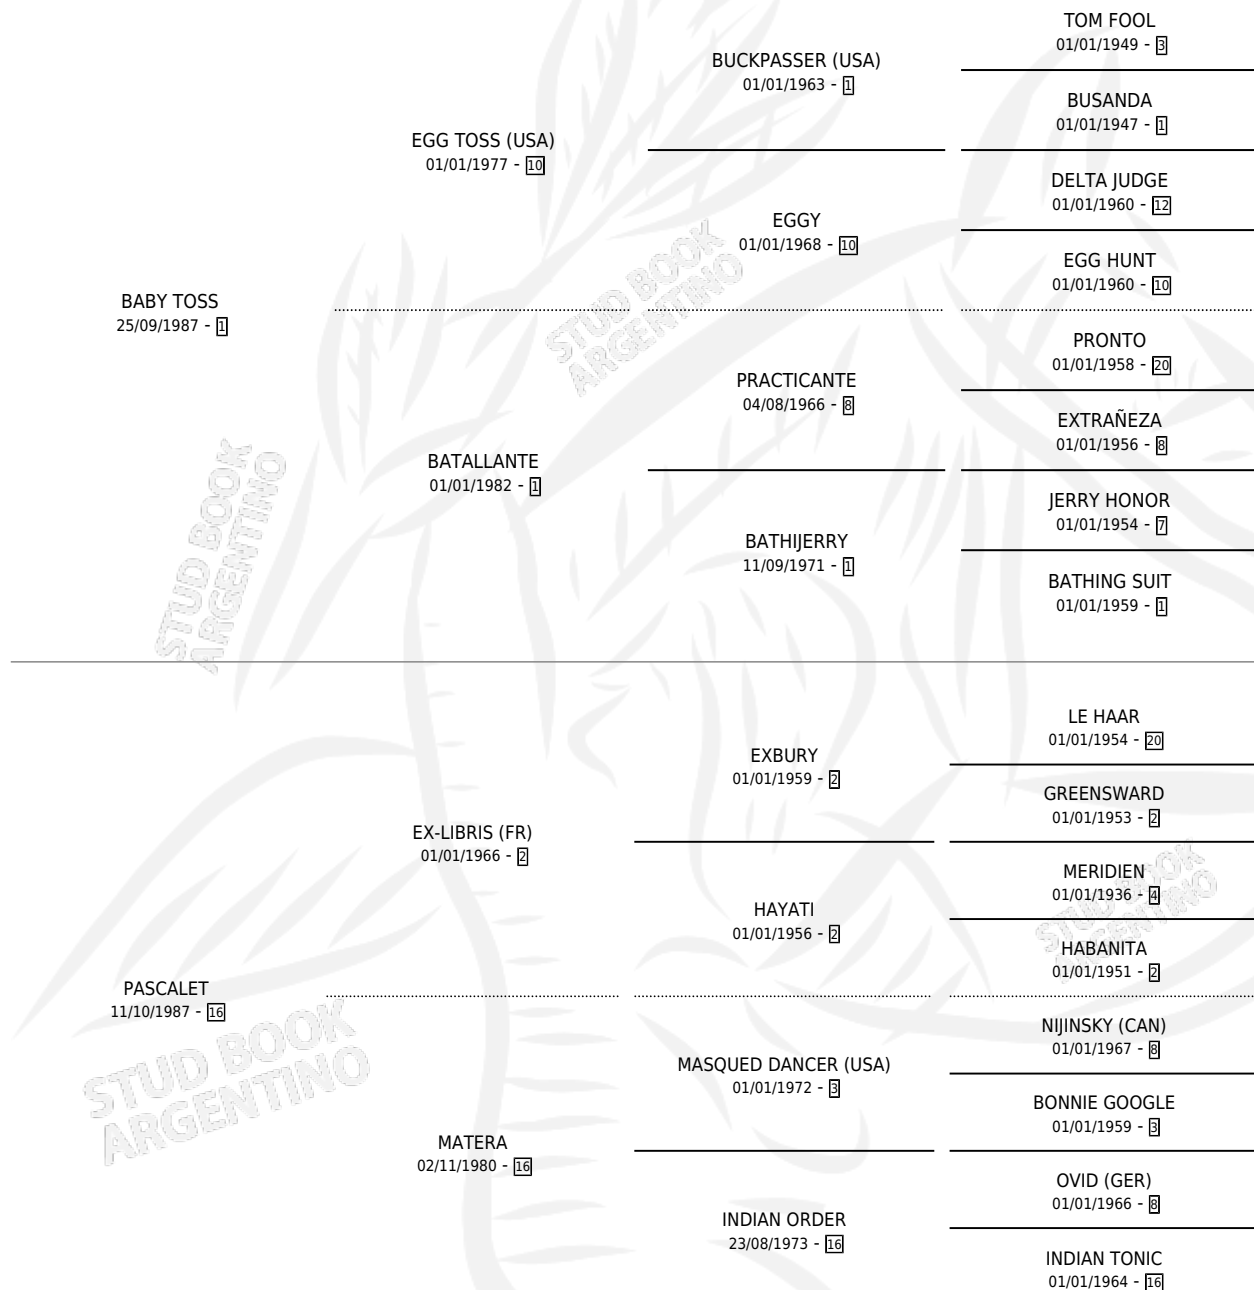 TOM FOOL
01/01/1949 - 3
BUCKPASSER (USA)
01/01/1963 - 1
BUSANDA
01/01/1947 - 1
EGG TOSS (USA)
01/01/1977 - 10
DELTA JUDGE
01/01/1960 - 12
EGGY
01/01/1968 - 10
EGG HUNT
01/01/1960 - 10
BABY TOSS
25/09/1987 - 1
PRONTO
01/01/1958 - 20
PRACTICANTE
04/08/1966 - 8
EXTRAÑEZA
01/01/1956 - 8
BATALLANTE
01/01/1982 - 1
JERRY HONOR
01/01/1954 - 7
BATHIJERRY
11/09/1971 - 1
BATHING SUIT
01/01/1959 - 1
LE HAAR
01/01/1954 - 20
EXBURY
01/01/1959 - 2
GREENSWARD
01/01/1953 - 2
EX-LIBRIS (FR)
01/01/1966 - 2
MERIDIEN
01/01/1936 - 4
HAYATI
01/01/1956 - 2
HABANITA
01/01/1951 - 2
PASCALET
11/10/1987 - 16
NIJINSKY (CAN)
01/01/1967 - 8
MASQUED DANCER (USA)
01/01/1972 - 3
BONNIE GOOGLE
01/01/1959 - 3
MATERA
02/11/1980 - 16
OVID (GER)
01/01/1966 - 8
INDIAN ORDER
23/08/1973 - 16
INDIAN TONIC
01/01/1964 - 16
STUD BOOK
ARGENTINO
STUD BOOK
ARGENTINO
STUD BOOK
ARGENTINO
STUD BOOK
ARGENTINO